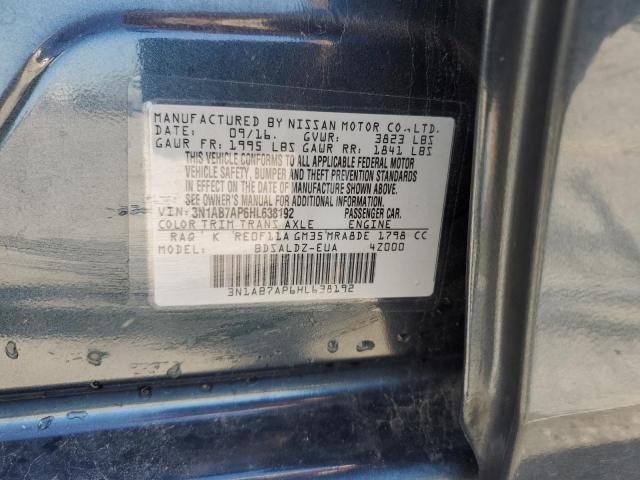 MANUFACTURED BY NISSAN MOTOR CO.,LTD.
DATE: 09/16. GVWR: 3823 LBS
GAWR FR: 1995 LBS GAWR RR: 1841 LBS
THIS VEHICLE CONFORMS TO ALL APPLICABLE FEDERAL MOTOR
VEHICLE SAFETY, BUMPER AND THEFT PREVENTION STANDARDS
IN EFFECT ON THE DATE OF MANUFACTURE SHOWN ABOVE.
SEE OWNER'S MANUAL FOR ADDITIONAL INFORMATION.
VIN: 3N1AB7AP6HL638192 PASSENGER CAR.
COLOR TRIM TRANS AXLE ENGINE
RAQ K RE0F11A GM35 MRA8DE 1798 CC
MODEL: BDSALDZ-EUA 4Z000
3N1AB7AP6HL638192